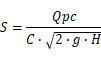 S = Qpc / (C · √(2 · g · H))